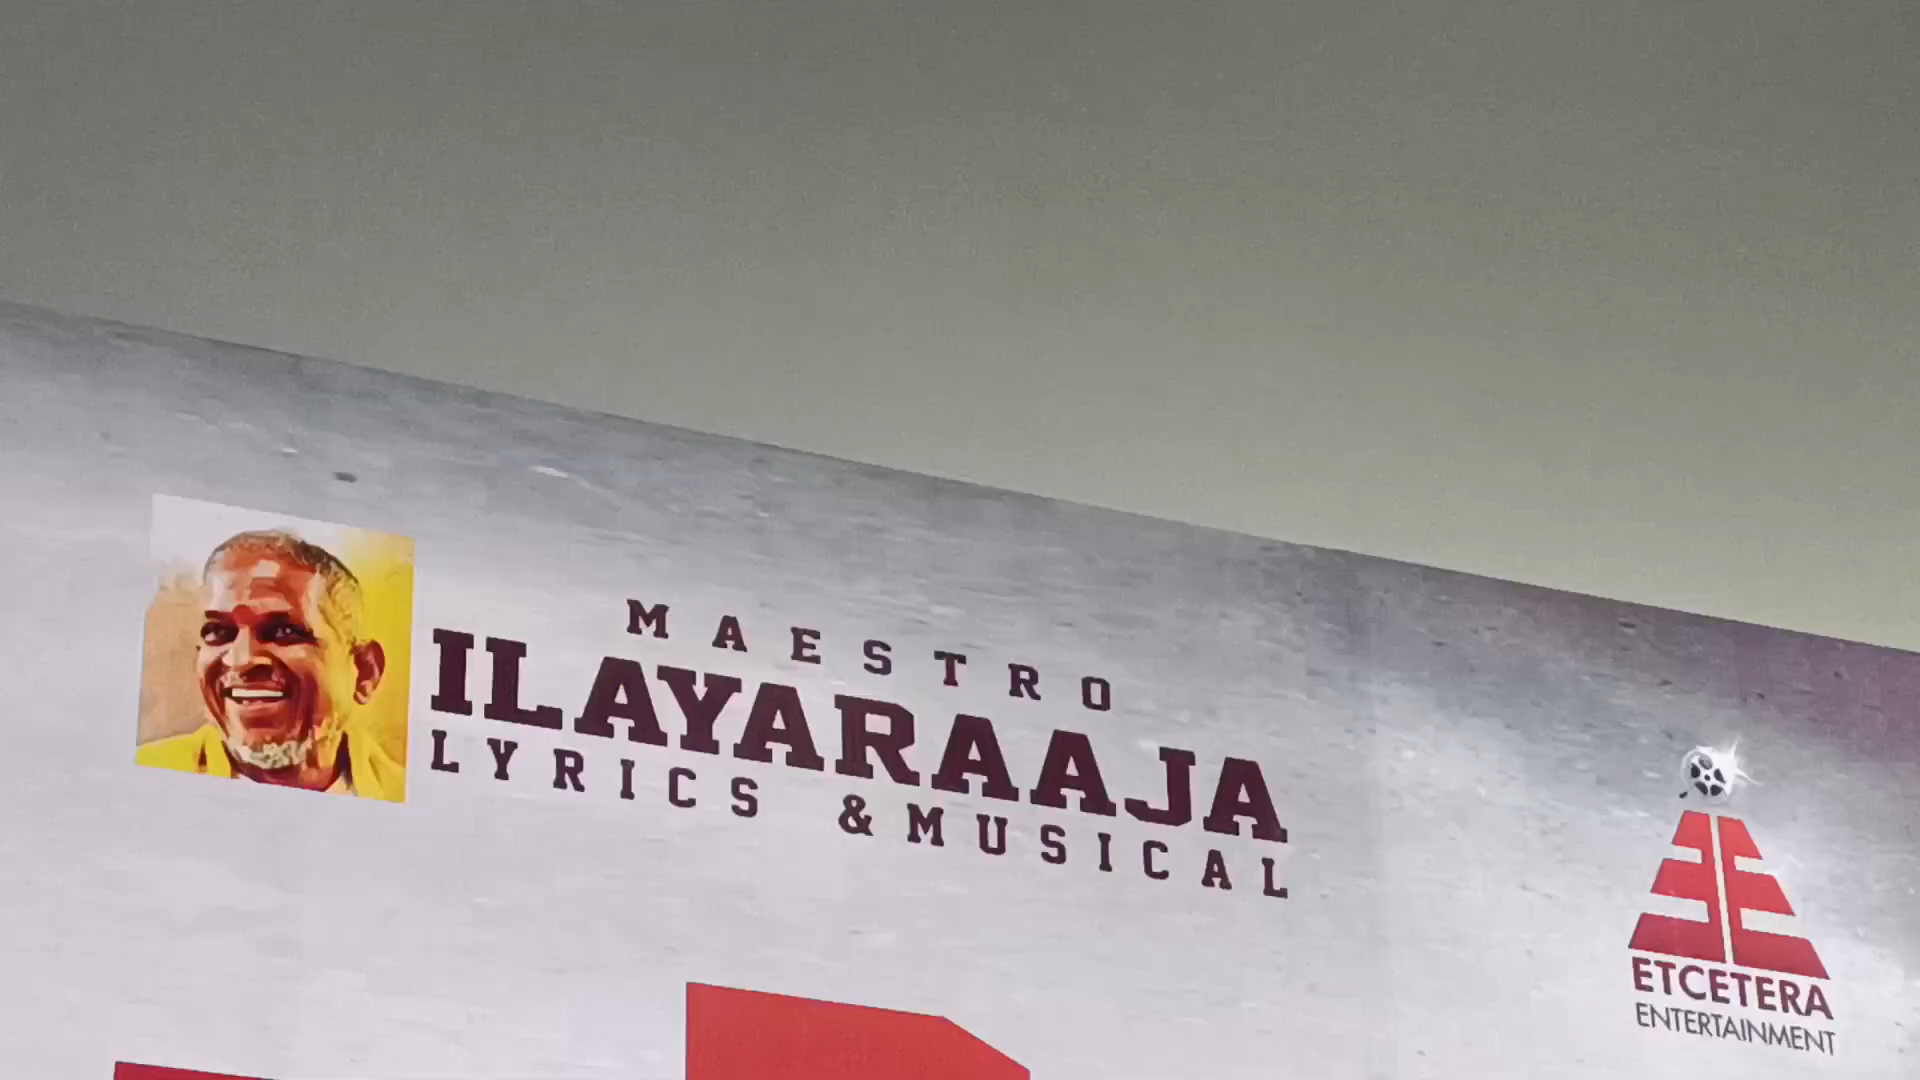 MAESTRO
ILAYARAAJA
LYRICS & MUSICAL
ETCETERA
ENTERTAINMENT